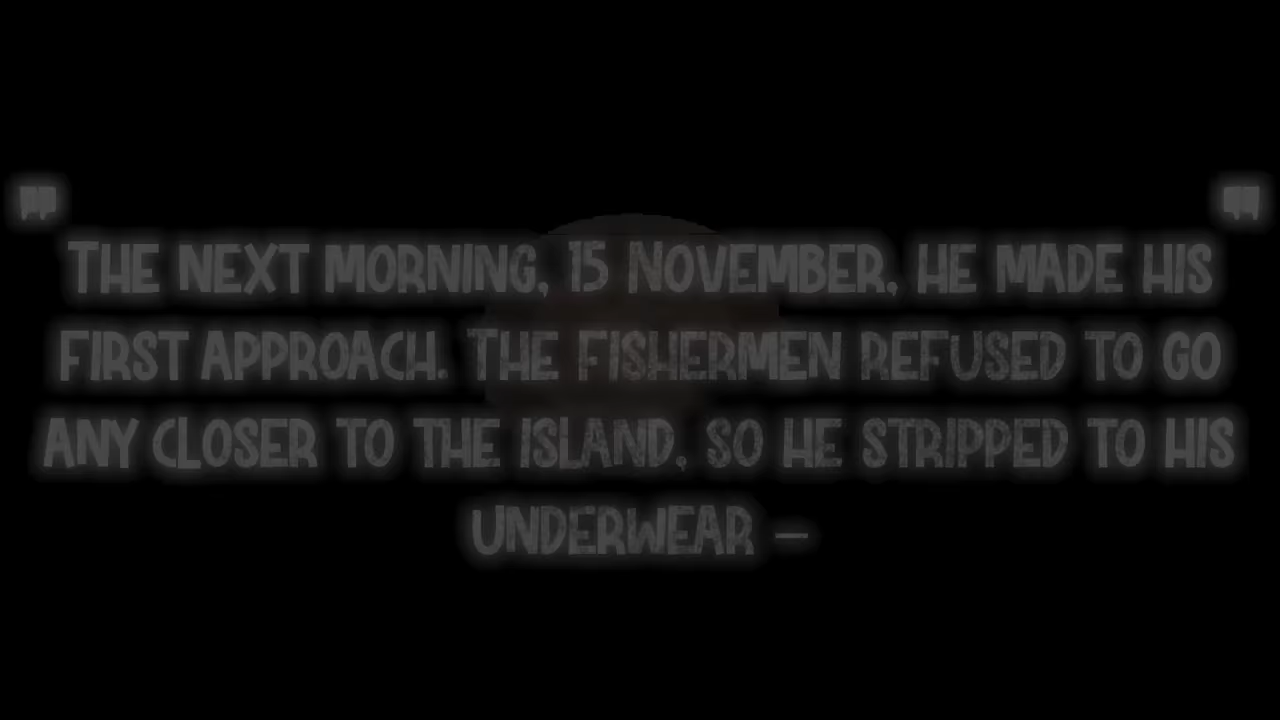 "THE NEXT MORNING, 15 NOVEMBER, HE MADE HIS
FIRST APPROACH. THE FISHERMEN REFUSED TO GO
ANY CLOSER TO THE ISLAND, SO HE STRIPPED TO HIS
UNDERWEAR – "